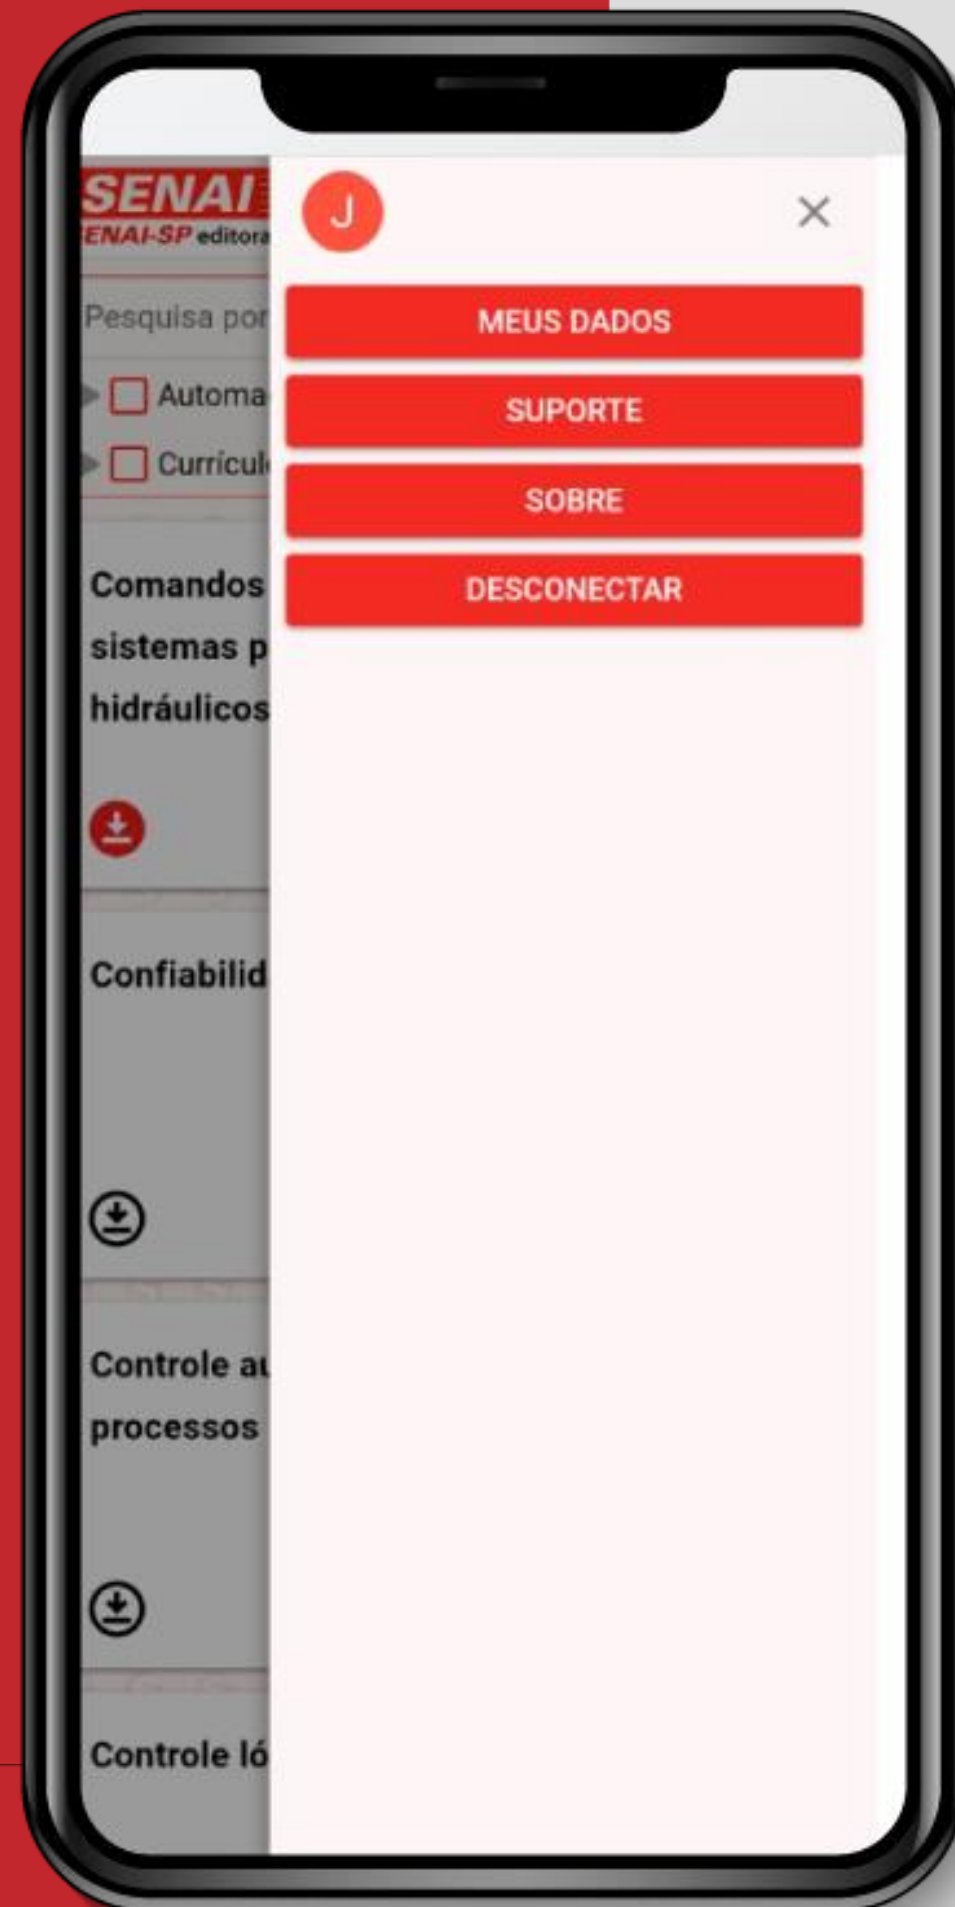 SENAI
ENAI-SP editora
J
Pesquisa por
Automa
Currícul
MEUS DADOS
SUPORTE
SOBRE
DESCONECTAR
Comandos
sistemas p
hidráulicos
Confiabilid
Controle au
processos
Controle ló